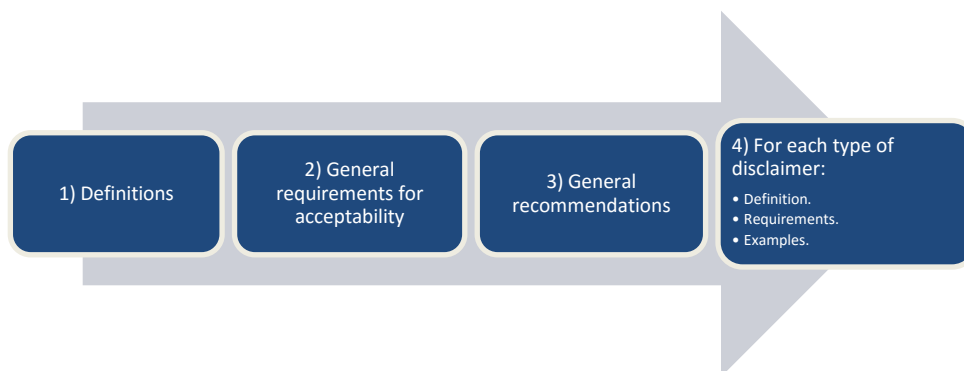 1) Definitions
2) General
requirements for
acceptability
3) General
recommendations
4) For each type of
disclaimer:
• Definition.
• Requirements.
• Examples.